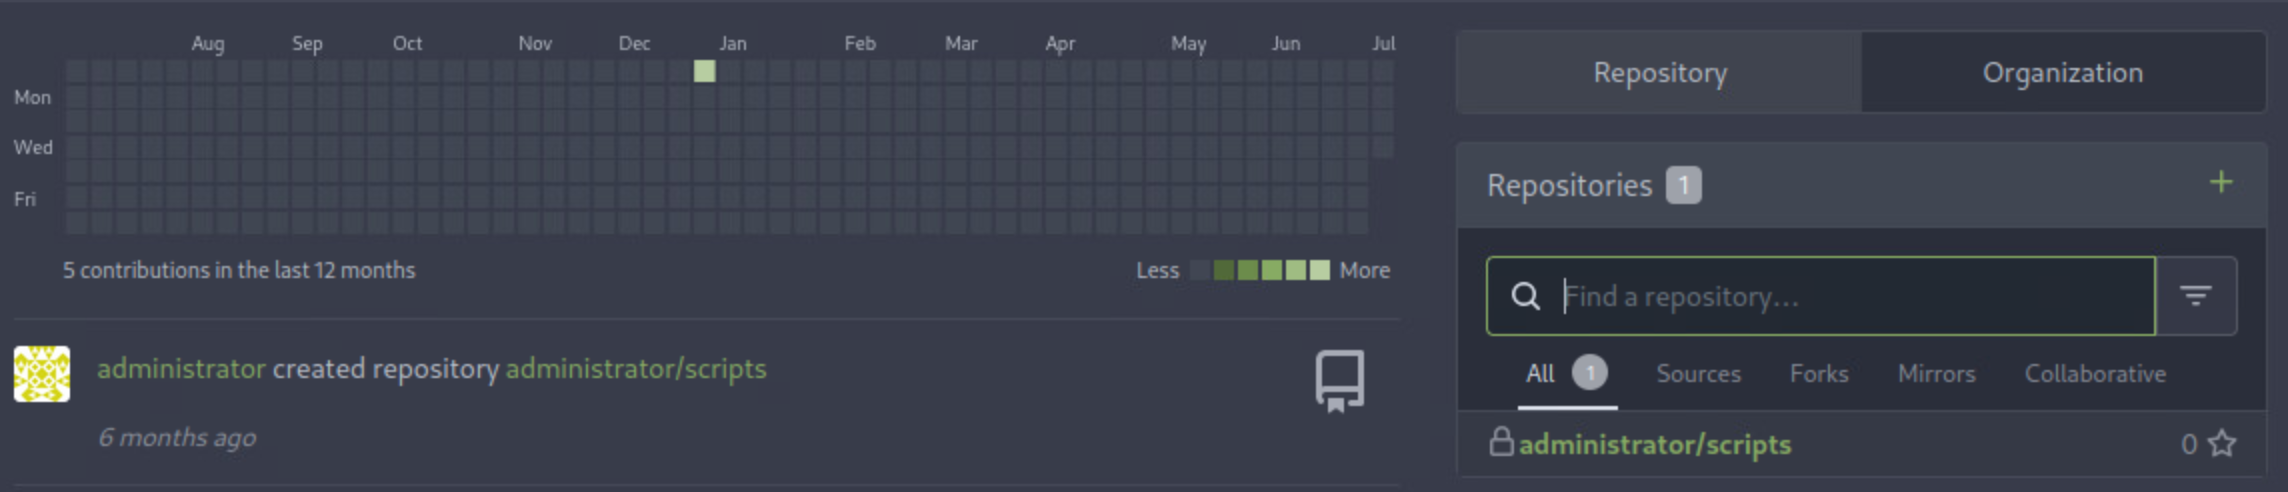 Aug Sep Oct Nov Dec Jan Feb Mar Apr May Jun Jul
Mon
Wed
Fri
5 contributions in the last 12 months
Less More
administrator created repository administrator/scripts
6 months ago
Repository Organization
Repositories 1
+
Find a repository...
All 1 Sources Forks Mirrors Collaborative
administrator/scripts 0